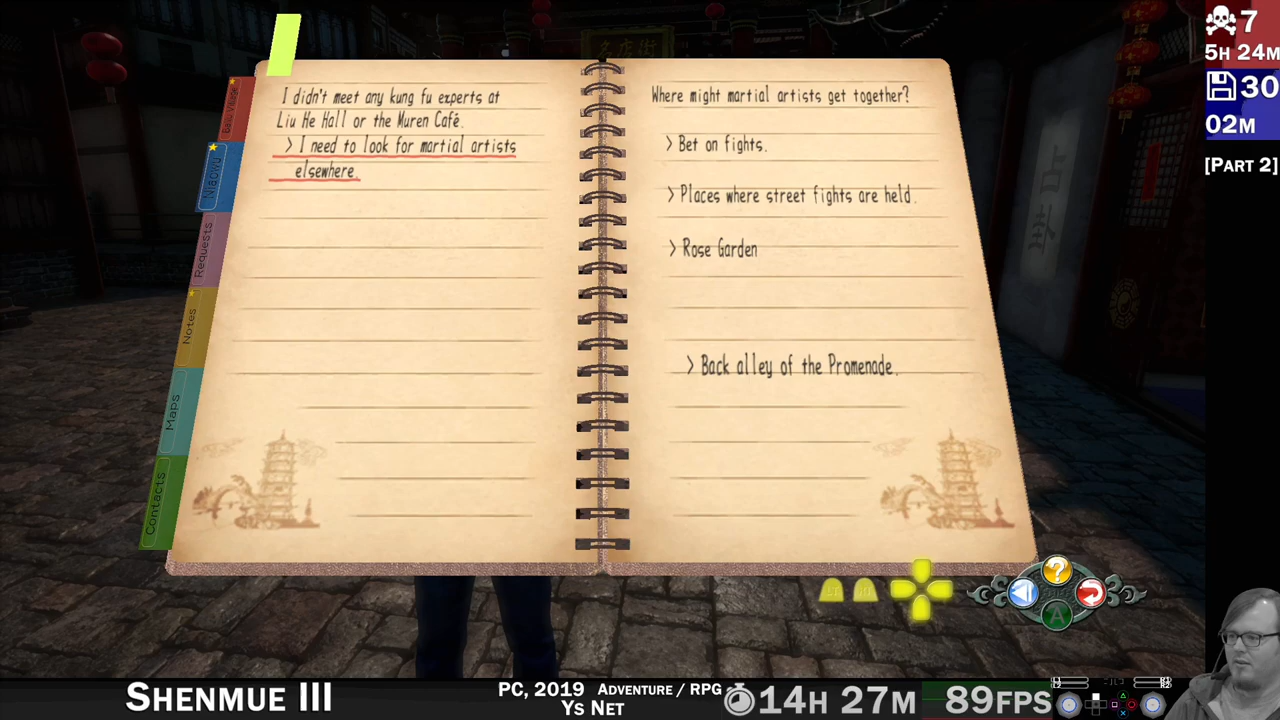 I didn't meet any kung fu experts at
Liu He Hall or the Muren Café.
> I need to look for martial artists
elsewhere.
Where might martial artists get together?
> Bet on fights.
> Places where street fights are held.
> Rose Garden
> Back alley of the Promenade.
Bailu Village
Niaowu
Requests
Notes
Maps
Contacts
7
5H 24M
30
02M
[PART 2]
A
SHENMUE III
PC, 2019 ADVENTURE / RPG
YS NET
14H 27M
89FPS